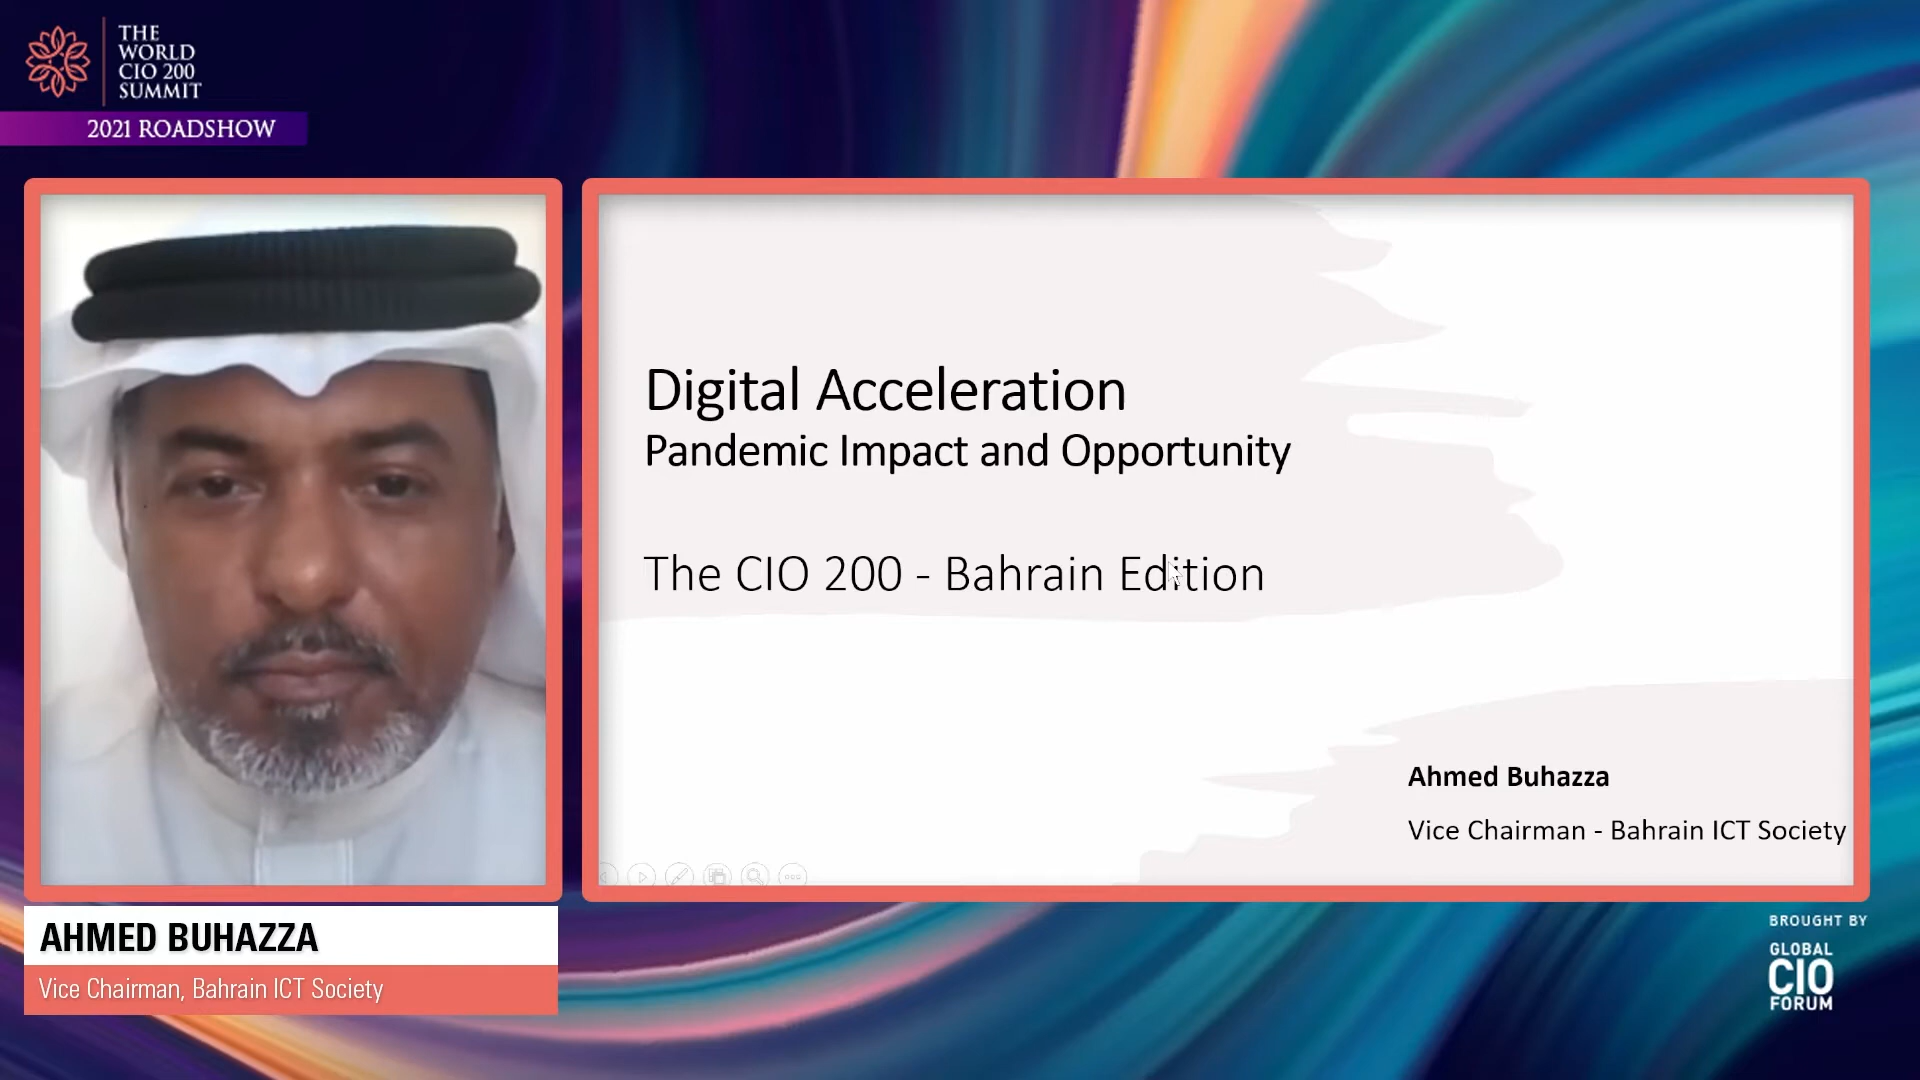 THE
WORLD
CIO 200
SUMMIT
2021 ROADSHOW
Digital Acceleration
Pandemic Impact and Opportunity
The CIO 200 - Bahrain Edition
Ahmed Buhazza
Vice Chairman - Bahrain ICT Society
AHMED BUHAZZA
Vice Chairman, Bahrain ICT Society
BROUGHT BY
GLOBAL
CIO
FORUM